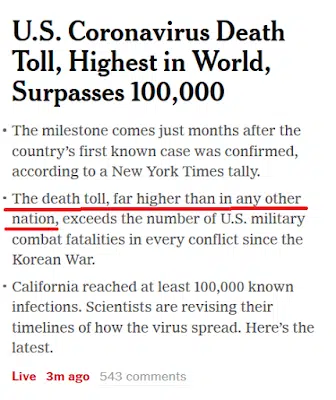 U.S. Coronavirus Death
Toll, Highest in World,
Surpasses 100,000
• The milestone comes just months after the
country's first known case was confirmed,
according to a New York Times tally.
• The death toll, far higher than in any other
nation, exceeds the number of U.S. military
combat fatalities in every conflict since the
Korean War.
• California reached at least 100,000 known
infections. Scientists are revising their
timelines of how the virus spread. Here's the
latest.
Live 3m ago 543 comments